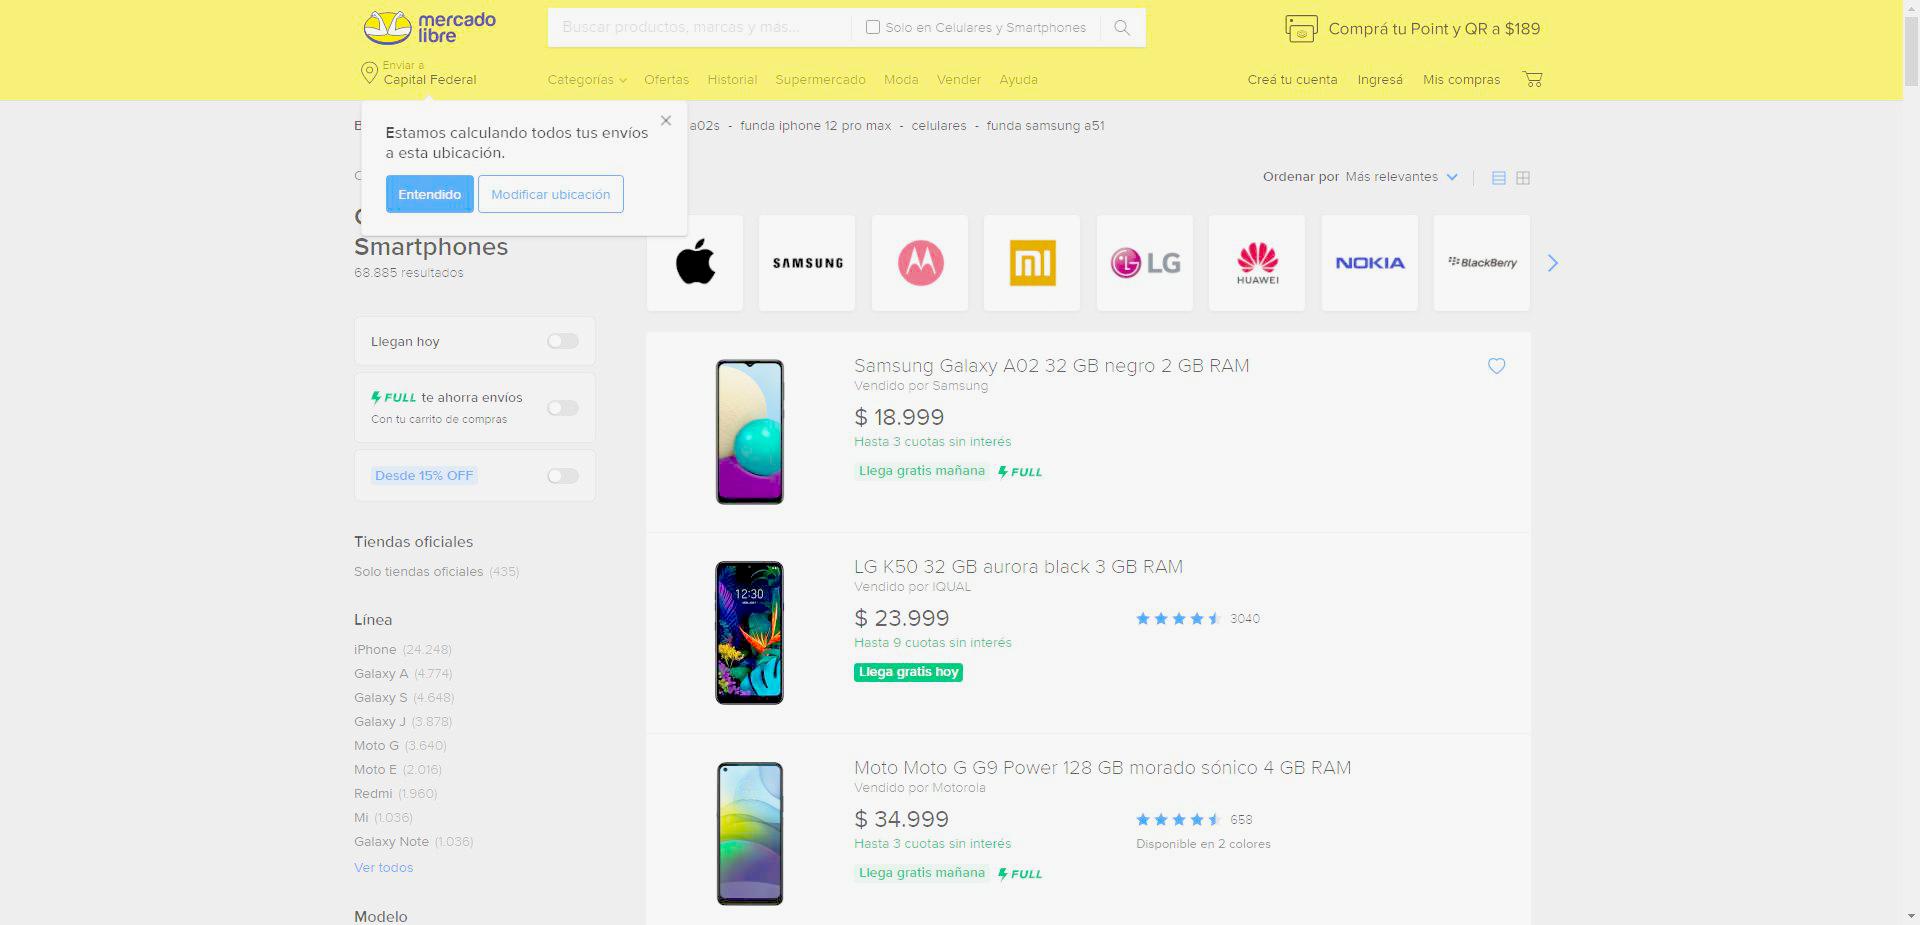 mercado
libre
Buscar productos, marcas y más...
Solo en Celulares y Smartphones
Comprá tu Point y QR a $189
Enviar a
Capital Federal
Categorías
Ofertas
Historial
Supermercado
Moda
Vender
Ayuda
Creá tu cuenta
Ingresá
Mis compras
a02s - funda iphone 12 pro max - celulares - funda samsung a51
Estamos calculando todos tus envíos
a esta ubicación.
Entendido
Modificar ubicación
Ordenar por Más relevantes
Smartphones
68.885 resultados
SAMSUNG
mi
LG
HUAWEI
NOKIA
BlackBerry
Llegan hoy
FULL te ahorra envíos
Con tu carrito de compras
Desde 15% OFF
Tiendas oficiales
Solo tiendas oficiales (435)
Línea
iPhone (24.248)
Galaxy A (4.774)
Galaxy S (4.648)
Galaxy J (3.878)
Moto G (3.640)
Moto E (2.016)
Redmi (1.960)
Mi (1.036)
Galaxy Note (1.036)
Ver todos
Modelo
Samsung Galaxy A02 32 GB negro 2 GB RAM
Vendido por Samsung
$ 18.999
Hasta 3 cuotas sin interés
Llega gratis mañana FULL
LG K50 32 GB aurora black 3 GB RAM
Vendido por IQUAL
12:30
$ 23.999
3040
Hasta 9 cuotas sin interés
Llega gratis hoy
Moto Moto G G9 Power 128 GB morado sónico 4 GB RAM
Vendido por Motorola
$ 34.999
658
Hasta 3 cuotas sin interés
Disponible en 2 colores
Llega gratis mañana FULL